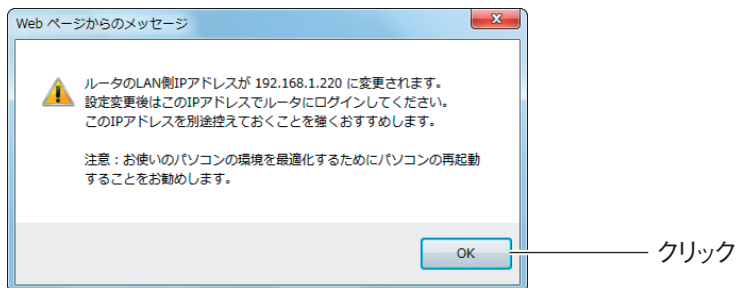 Web ページからのメッセージ
ルータのLAN側IPアドレスが 192.168.1.220 に変更されます。
設定変更後はこのIPアドレスでルータにログインしてください。
このIPアドレスを別途控えておくことを強くおすすめします。
注意：お使いのパソコンの環境を最適化するためにパソコンの再起動
することをお勧めします。
OK
クリック